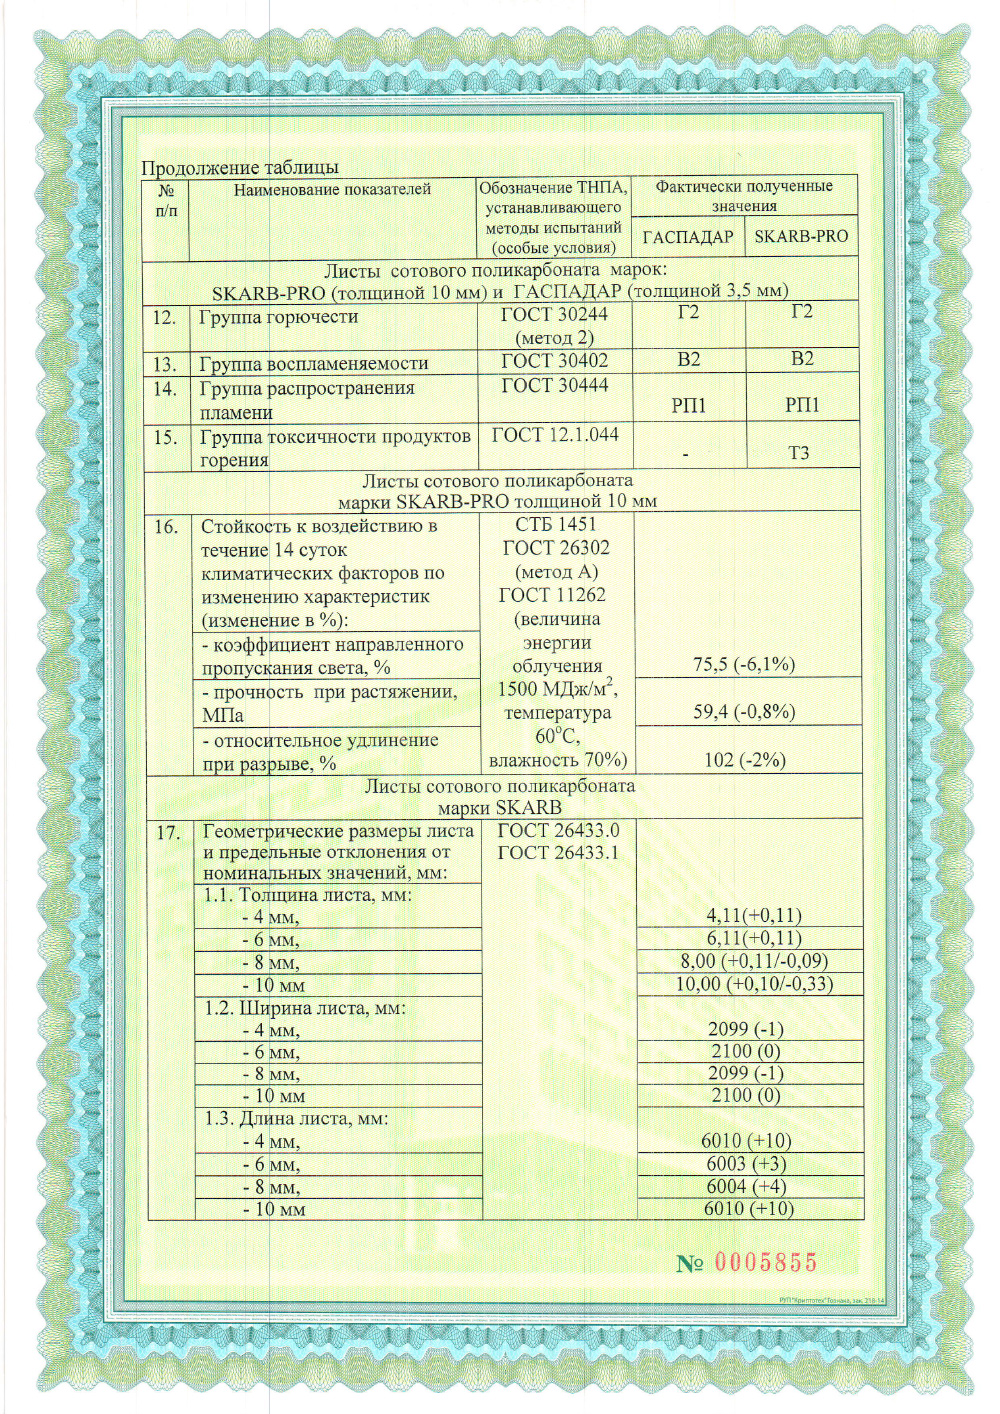 Продолжение таблицы
№ п/п
Наименование показателей
Обозначение ТНПА,
устанавливающего
методы испытаний
(особые условия)
Фактически полученные
значения
ГАСПАДАР
SKARB-PRO
Листы сотового поликарбоната марок:
SKARB-PRO (толщиной 10 мм) и ГАСПАДАР (толщиной 3,5 мм)
12. Группа горючести ГОСТ 30244 Г2 Г2
(метод 2)
13. Группа воспламеняемости ГОСТ 30402 В2 В2
14. Группа распространения ГОСТ 30444
пламени РП1 РП1
15. Группа токсичности продуктов ГОСТ 12.1.044
горения - Т3
Листы сотового поликарбоната
марки SKARB-PRO толщиной 10 мм
16. Стойкость к воздействию в СТБ 1451
течение 14 суток ГОСТ 26302
климатических факторов по (метод А)
изменению характеристик ГОСТ 11262
(изменение в %): (величина
- коэффициент направленного энергии
пропускания света, % облучения 75,5 (-6,1%)
- прочность при растяжении, 1500 МДж/м²,
МПа температура 59,4 (-0,8%)
- относительное удлинение 60°С,
при разрыве, % влажность 70%) 102 (-2%)
Листы сотового поликарбоната
марки SKARB
17. Геометрические размеры листа ГОСТ 26433.0
и предельные отклонения от ГОСТ 26433.1
номинальных значений, мм:
1.1. Толщина листа, мм:
- 4 мм, 4,11(+0,11)
- 6 мм, 6,11(+0,11)
- 8 мм, 8,00 (+0,11/-0,09)
- 10 мм 10,00 (+0,10/-0,33)
1.2. Ширина листа, мм:
- 4 мм, 2099 (-1)
- 6 мм, 2100 (0)
- 8 мм, 2099 (-1)
- 10 мм 2100 (0)
1.3. Длина листа, мм:
- 4 мм, 6010 (+10)
- 6 мм, 6003 (+3)
- 8 мм, 6004 (+4)
- 10 мм 6010 (+10)
№ 0005855
РУП "Криптотех" Гознака, зак. 218-14